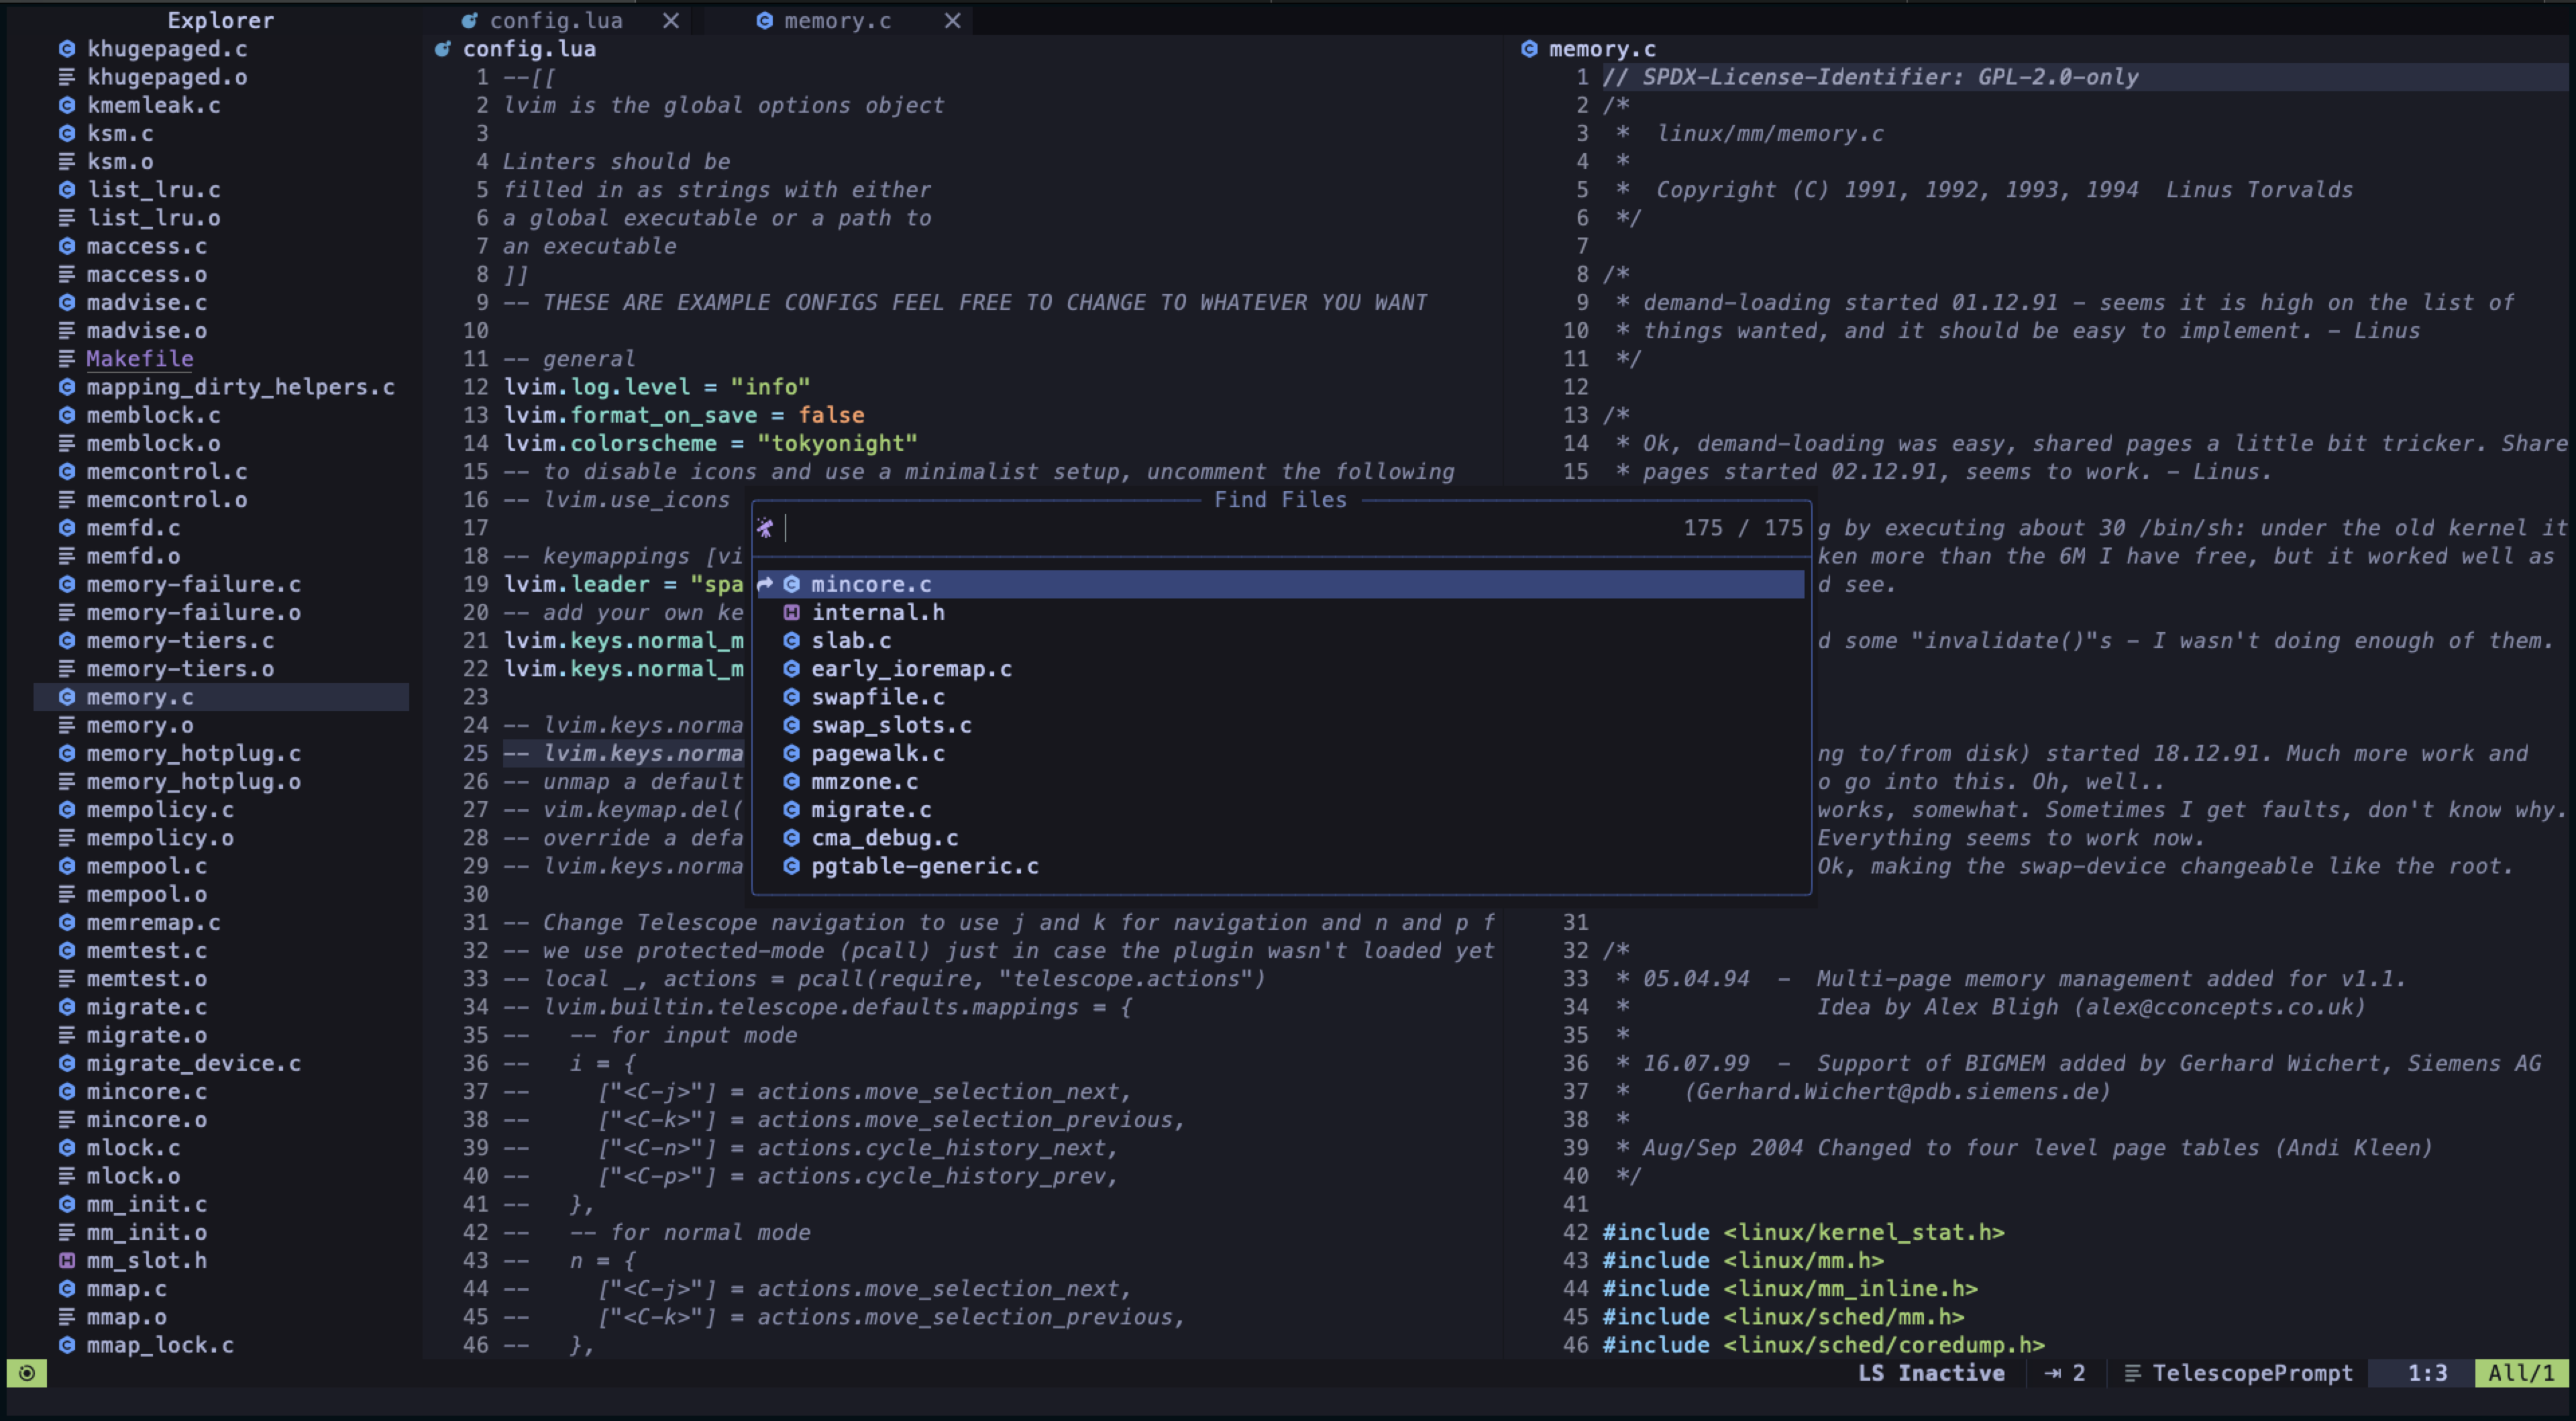 Explorer
khugepaged.c
khugepaged.o
kmemleak.c
ksm.c
ksm.o
list_lru.c
list_lru.o
maccess.c
maccess.o
madvise.c
madvise.o
Makefile
mapping_dirty_helpers.c
memblock.c
memblock.o
memcontrol.c
memcontrol.o
memfd.c
memfd.o
memory-failure.c
memory-failure.o
memory-tiers.c
memory-tiers.o
memory.c
memory.o
memory_hotplug.c
memory_hotplug.o
mempolicy.c
mempolicy.o
mempool.c
mempool.o
memremap.c
memtest.c
memtest.o
migrate.c
migrate.o
migrate_device.c
mincore.c
mincore.o
mlock.c
mlock.o
mm_init.c
mm_init.o
mm_slot.h
mmap.c
mmap.o
mmap_lock.c
config.lua memory.c
config.lua
1 --[[
2 lvim is the global options object
3
4 Linters should be
5 filled in as strings with either
6 a global executable or a path to
7 an executable
8 ]]
9 -- THESE ARE EXAMPLE CONFIGS FEEL FREE TO CHANGE TO WHATEVER YOU WANT
10
11 -- general
12 lvim.log.level = "info"
13 lvim.format_on_save = false
14 lvim.colorscheme = "tokyonight"
15 -- to disable icons and use a minimalist setup, uncomment the following
16 -- lvim.use_icons
17
18 -- keymappings [vi
19 lvim.leader = "spa
20 -- add your own ke
21 lvim.keys.normal_m
22 lvim.keys.normal_m
23
24 -- lvim.keys.norma
25 -- lvim.keys.norma
26 -- unmap a default
27 -- vim.keymap.del(
28 -- override a defa
29 -- lvim.keys.norma
30
31 -- Change Telescope navigation to use j and k for navigation and n and p f
32 -- we use protected-mode (pcall) just in case the plugin wasn't loaded yet
33 -- local _, actions = pcall(require, "telescope.actions")
34 -- lvim.builtin.telescope.defaults.mappings = {
35 --   -- for input mode
36 --   i = {
37 --     ["<C-j>"] = actions.move_selection_next,
38 --     ["<C-k>"] = actions.move_selection_previous,
39 --     ["<C-n>"] = actions.cycle_history_next,
40 --     ["<C-p>"] = actions.cycle_history_prev,
41 --   },
42 --   -- for normal mode
43 --   n = {
44 --     ["<C-j>"] = actions.move_selection_next,
45 --     ["<C-k>"] = actions.move_selection_previous,
46 --   },
Find Files
175 / 175
mincore.c
internal.h
slab.c
early_ioremap.c
swapfile.c
swap_slots.c
pagewalk.c
mmzone.c
migrate.c
cma_debug.c
pgtable-generic.c
memory.c
1 // SPDX-License-Identifier: GPL-2.0-only
2 /*
3  *  linux/mm/memory.c
4  *
5  *  Copyright (C) 1991, 1992, 1993, 1994  Linus Torvalds
6  */
7
8 /*
9  * demand-loading started 01.12.91 - seems it is high on the list of
10  * things wanted, and it should be easy to implement. - Linus
11  */
12
13 /*
14  * Ok, demand-loading was easy, shared pages a little bit tricker. Share
15  * pages started 02.12.91, seems to work. - Linus.
g by executing about 30 /bin/sh: under the old kernel it
ken more than the 6M I have free, but it worked well as
d see.
d some "invalidate()"s - I wasn't doing enough of them.
ng to/from disk) started 18.12.91. Much more work and
o go into this. Oh, well..
works, somewhat. Sometimes I get faults, don't know why.
Everything seems to work now.
Ok, making the swap-device changeable like the root.
31
32 /*
33  * 05.04.94  -  Multi-page memory management added for v1.1.
34  *              Idea by Alex Bligh (alex@cconcepts.co.uk)
35  *
36  * 16.07.99  -  Support of BIGMEM added by Gerhard Wichert, Siemens AG
37  *    (Gerhard.Wichert@pdb.siemens.de)
38  *
39  * Aug/Sep 2004 Changed to four level page tables (Andi Kleen)
40  */
41
42 #include <linux/kernel_stat.h>
43 #include <linux/mm.h>
44 #include <linux/mm_inline.h>
45 #include <linux/sched/mm.h>
46 #include <linux/sched/coredump.h>
LS Inactive 2 TelescopePrompt 1:3 All/1